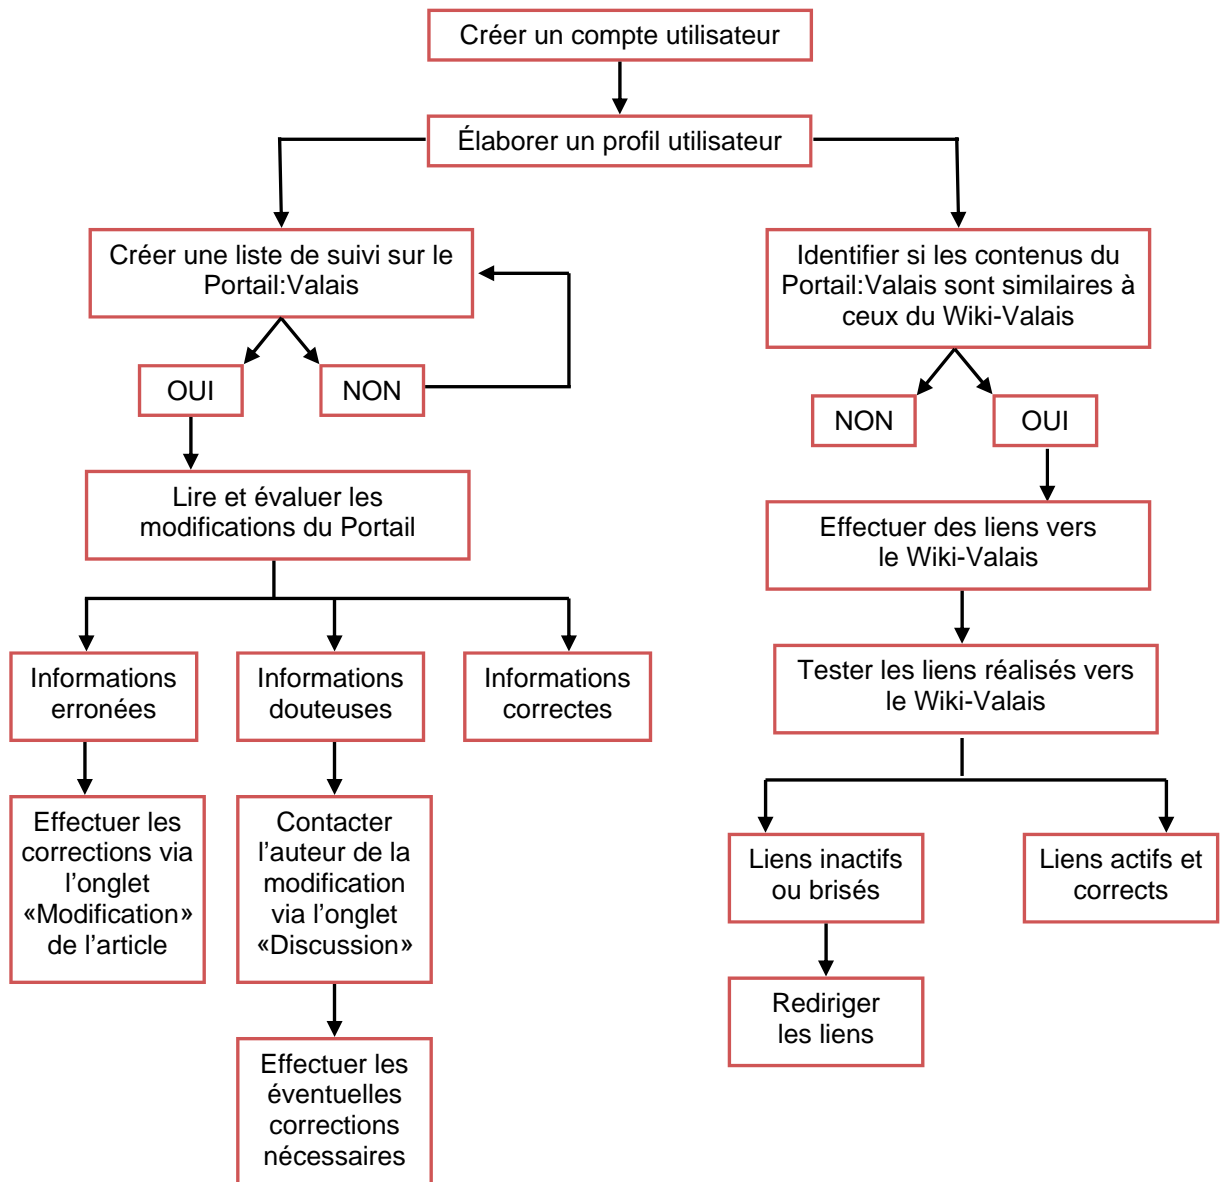 Créer un compte utilisateur
Élaborer un profil utilisateur
Créer une liste de suivi sur le
Portail:Valais
OUI
NON
Lire et évaluer les
modifications du Portail
Informations
erronées
Informations
douteuses
Informations
correctes
Effectuer les
corrections via
l'onglet
«Modification»
de l’article
Contacter
l’auteur de la
modification
via l’onglet
«Discussion»
Effectuer les
éventuelles
corrections
nécessaires
Identifier si les contenus du
Portail:Valais sont similaires à
ceux du Wiki-Valais
NON
OUI
Effectuer des liens vers
le Wiki-Valais
Tester les liens réalisés vers
le Wiki-Valais
Liens inactifs
ou brisés
Liens actifs et
corrects
Rediriger
les liens